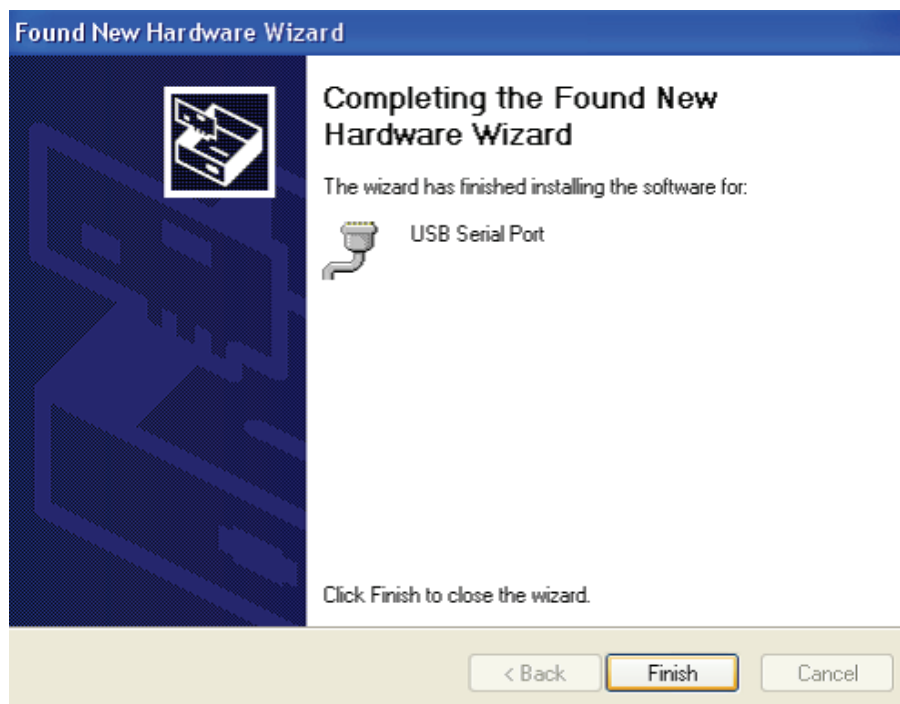 Found New Hardware Wizard
Completing the Found New
Hardware Wizard
The wizard has finished installing the software for:
USB Serial Port
Click Finish to close the wizard.
< Back
Finish
Cancel